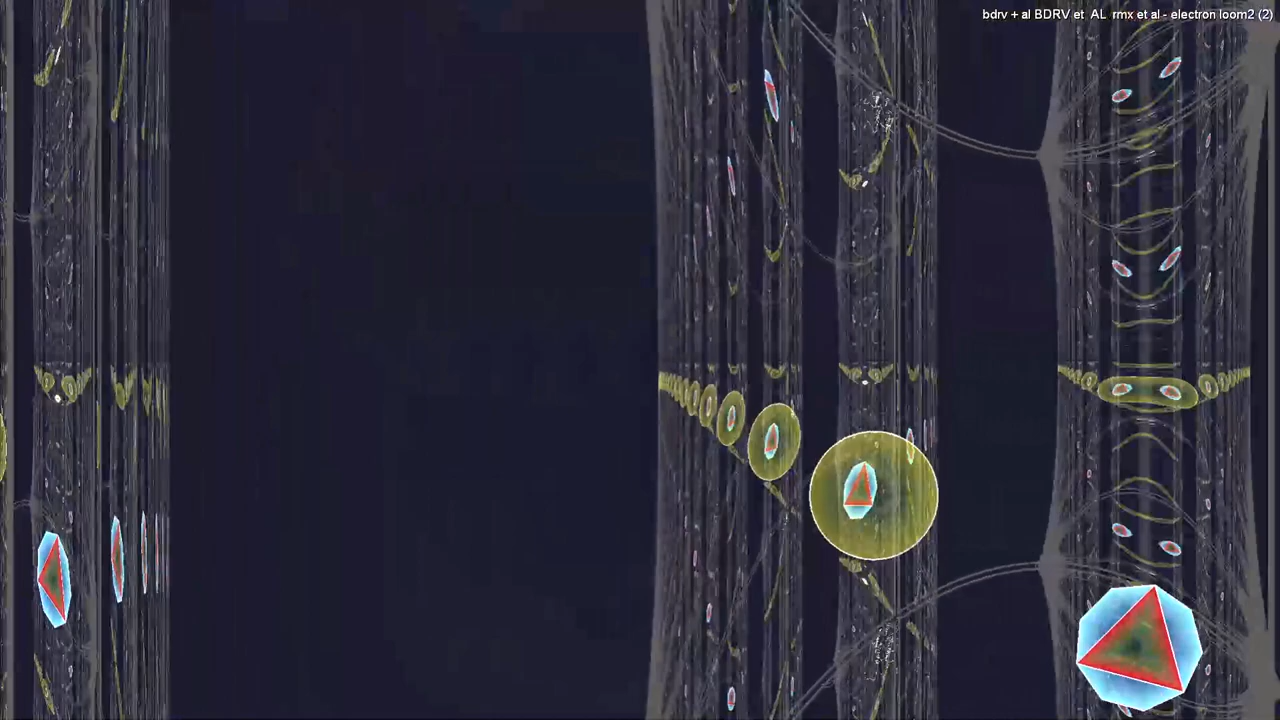 bdrv + al BDRV et  AL  rmx et al - electron loom2 (2)